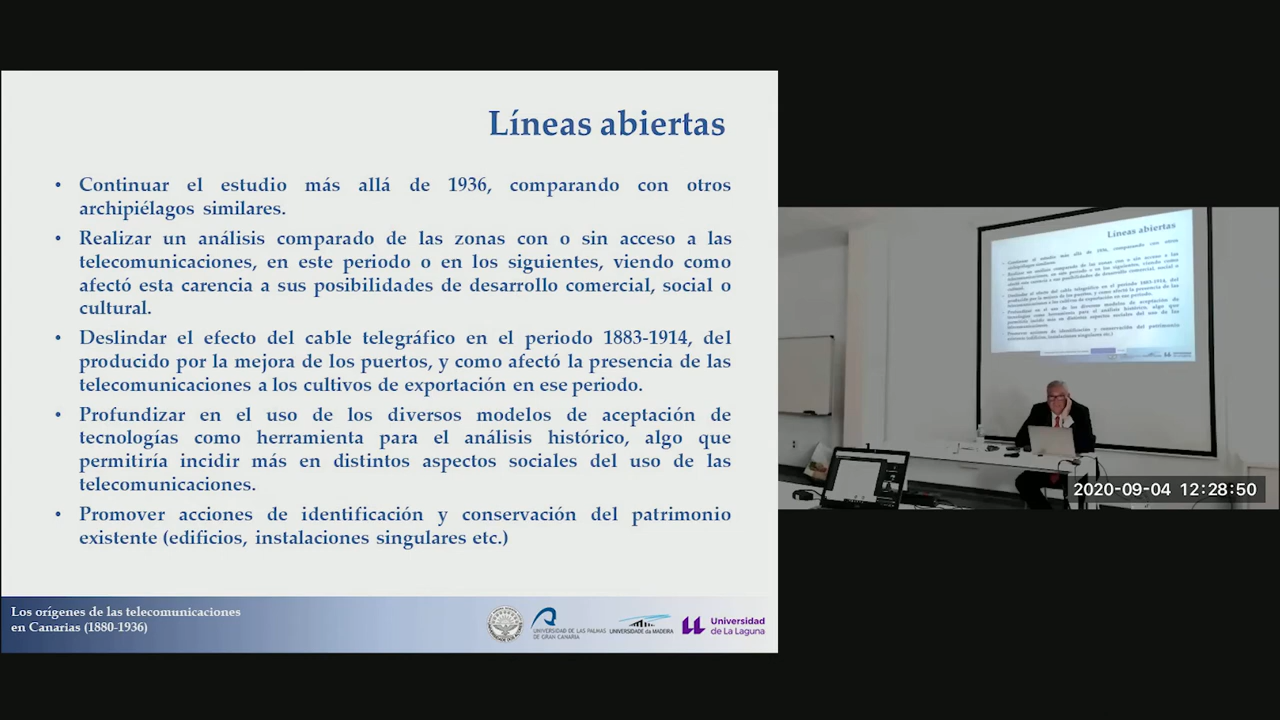 Líneas abiertas
• Continuar el estudio más allá de 1936, comparando con otros
archipiélagos similares.
• Realizar un análisis comparado de las zonas con o sin acceso a las
telecomunicaciones, en este periodo o en los siguientes, viendo como
afectó esta carencia a sus posibilidades de desarrollo comercial, social o
cultural.
• Deslindar el efecto del cable telegráfico en el periodo 1883-1914, del
producido por la mejora de los puertos, y como afectó la presencia de las
telecomunicaciones a los cultivos de exportación en ese periodo.
• Profundizar en el uso de los diversos modelos de aceptación de
tecnologías como herramienta para el análisis histórico, algo que
permitiría incidir más en distintos aspectos sociales del uso de las
telecomunicaciones.
• Promover acciones de identificación y conservación del patrimonio
existente (edificios, instalaciones singulares etc.)
Los orígenes de las telecomunicaciones
en Canarias (1880-1936)
UNIVERSIDAD DE LAS PALMAS
DE GRAN CANARIA
UNIVERSIDADE da MADEIRA
Universidad
de La Laguna
Líneas abiertas
2020-09-04 12:28:50